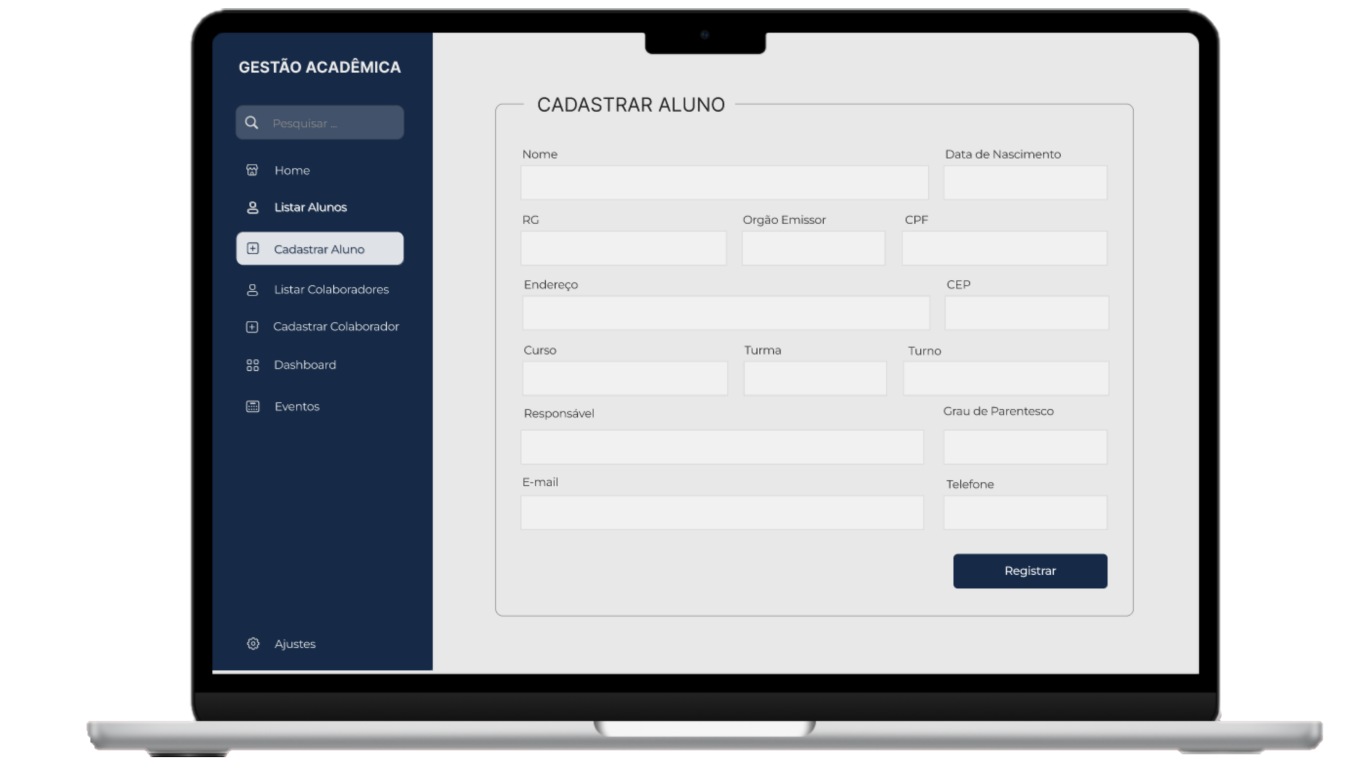 GESTÃO ACADÊMICA
Pesquisar ...
Home
Listar Alunos
Cadastrar Aluno
Listar Colaboradores
Cadastrar Colaborador
Dashboard
Eventos
Ajustes
CADASTRAR ALUNO
Nome Data de Nascimento
RG Orgão Emissor CPF
Endereço CEP
Curso Turma Turno
Responsável Grau de Parentesco
E-mail Telefone
Registrar